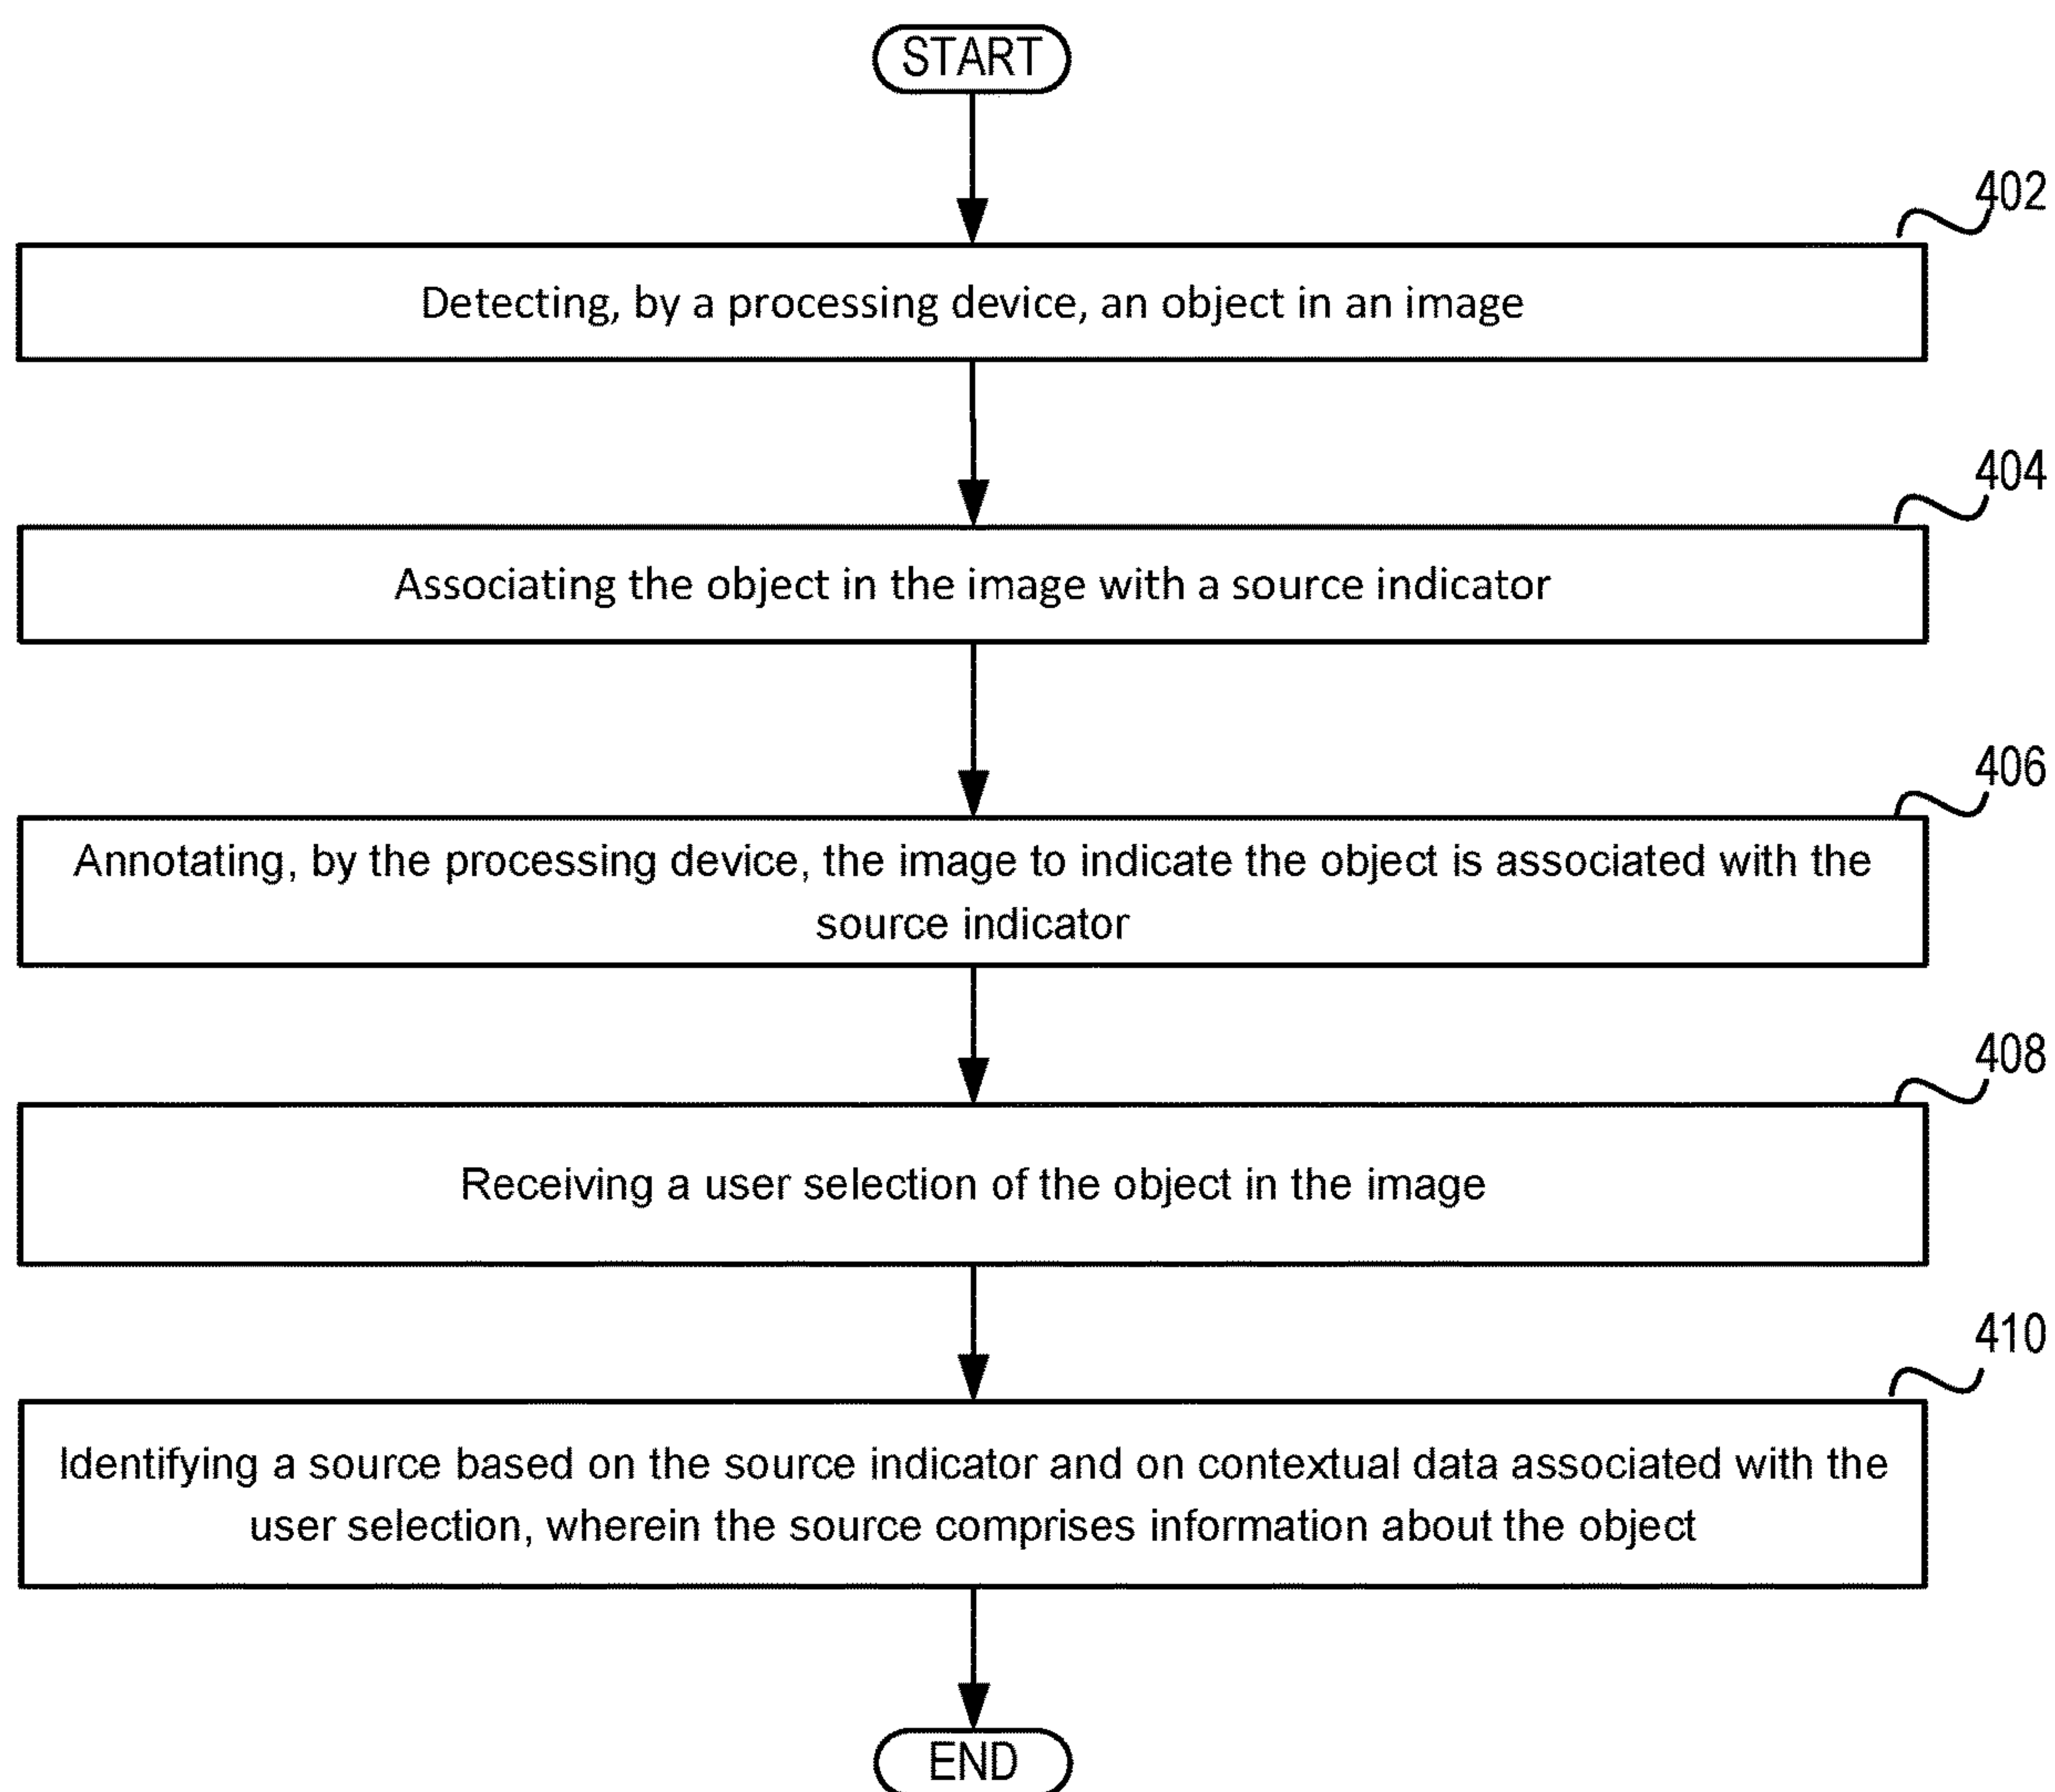 START
402
Detecting, by a processing device, an object in an image
404
Associating the object in the image with a source indicator
406
Annotating, by the processing device, the image to indicate the object is associated with the
source indicator
408
Receiving a user selection of the object in the image
410
Identifying a source based on the source indicator and on contextual data associated with the
user selection, wherein the source comprises information about the object
END